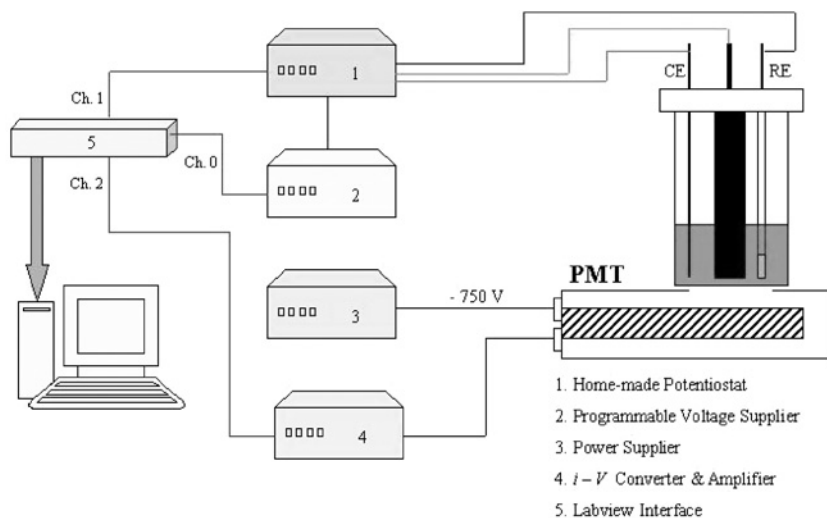 1
CE
RE
Ch. 1
5
Ch. 0
Ch. 2
2
PMT
- 750 V
3
4
1. Home-made Potentiostat
2. Programmable Voltage Supplier
3. Power Supplier
4. i – V Converter & Amplifier
5. Labview Interface